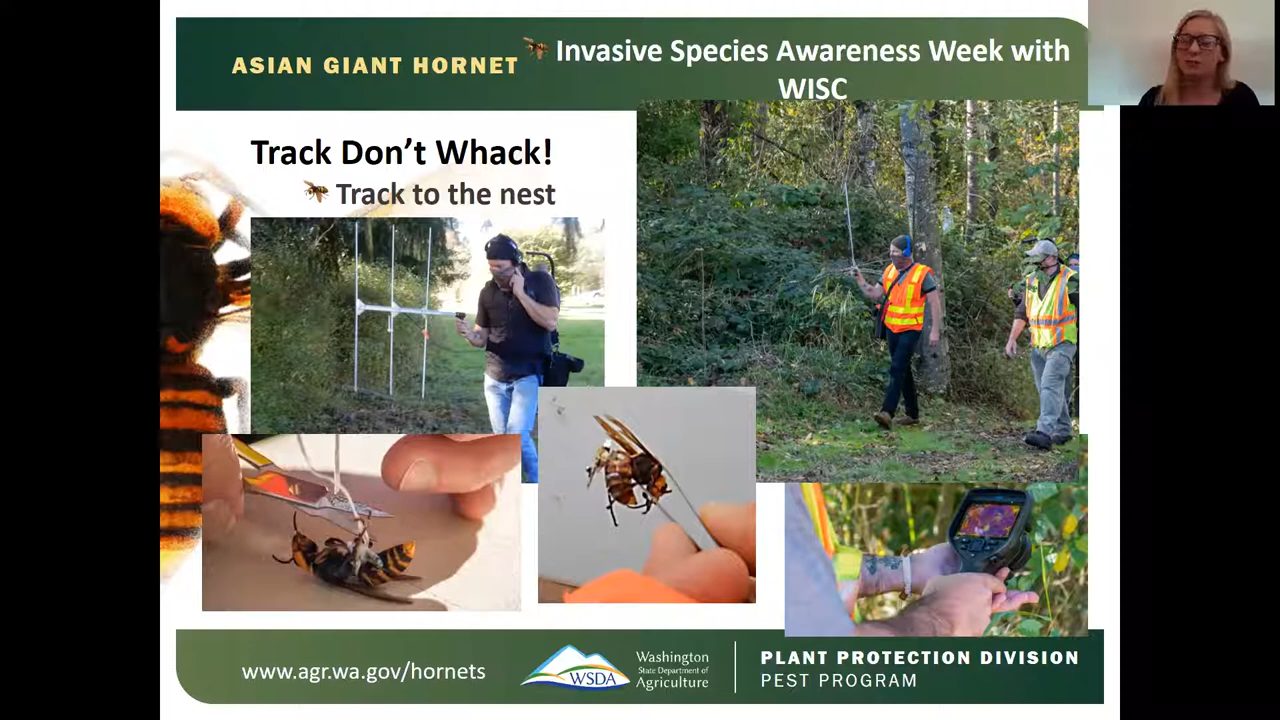 ASIAN GIANT HORNET
Invasive Species Awareness Week with
WISC
Track Don't Whack!
Track to the nest
www.agr.wa.gov/hornets
WSDA
Washington
State Department of
Agriculture
PLANT PROTECTION DIVISION
PEST PROGRAM